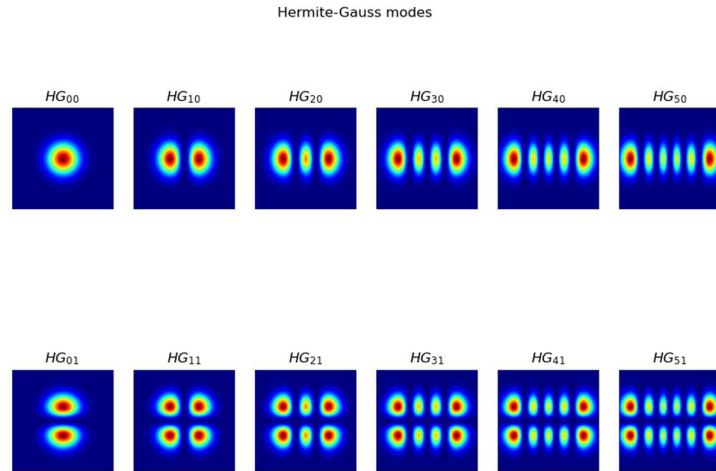 Hermite-Gauss modes
HG₀₀ HG₁₀ HG₂₀ HG₃₀ HG₄₀ HG₅₀
HG₀₁ HG₁₁ HG₂₁ HG₃₁ HG₄₁ HG₅₁